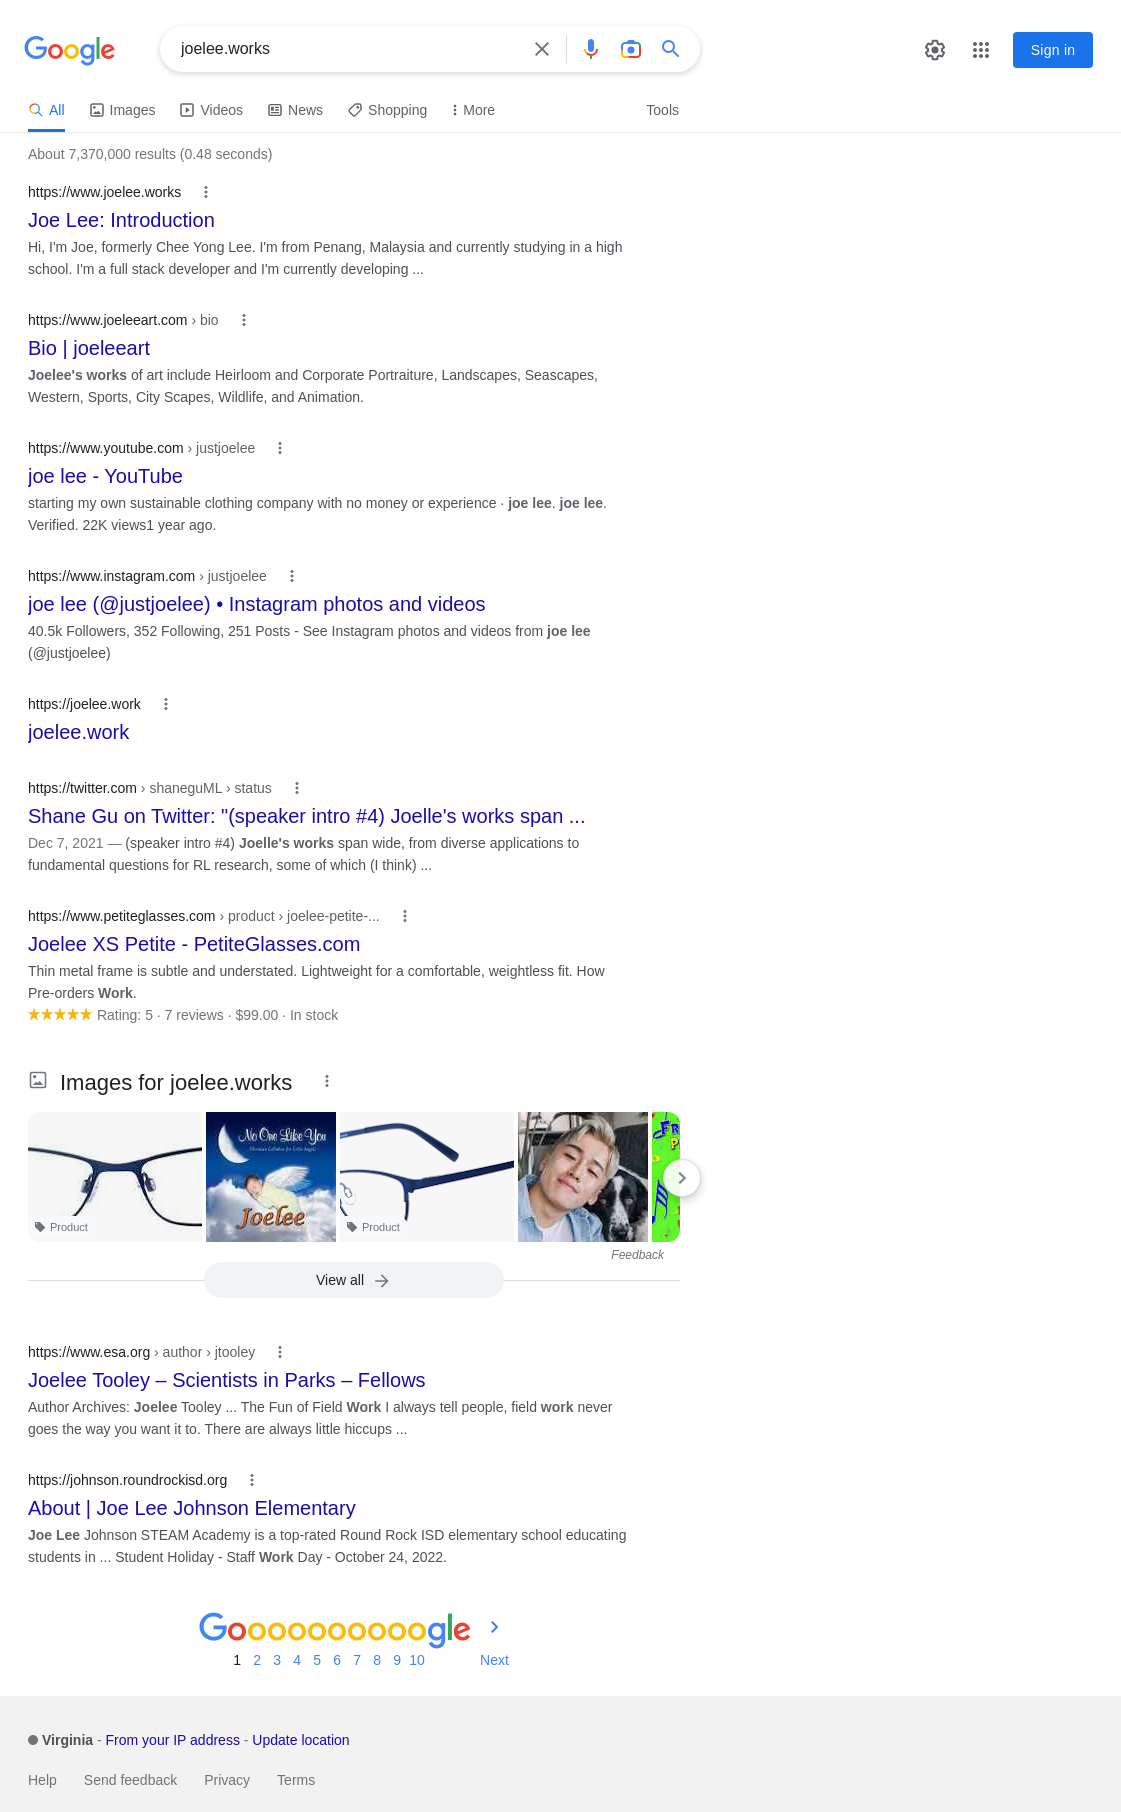 Google
joelee.works
Sign in
All
Images
Videos
News
Shopping
More
Tools
About 7,370,000 results (0.48 seconds)
https://www.joelee.works
Joe Lee: Introduction
Hi, I'm Joe, formerly Chee Yong Lee. I'm from Penang, Malaysia and currently studying in a high
school. I'm a full stack developer and I'm currently developing ...
https://www.joeleeart.com › bio
Bio | joeleeart
Joelee's works of art include Heirloom and Corporate Portraiture, Landscapes, Seascapes,
Western, Sports, City Scapes, Wildlife, and Animation.
https://www.youtube.com › justjoelee
joe lee - YouTube
starting my own sustainable clothing company with no money or experience · joe lee. joe lee.
Verified. 22K views1 year ago.
https://www.instagram.com › justjoelee
joe lee (@justjoelee) • Instagram photos and videos
40.5k Followers, 352 Following, 251 Posts - See Instagram photos and videos from joe lee
(@justjoelee)
https://joelee.work
joelee.work
https://twitter.com › shaneguML › status
Shane Gu on Twitter: "(speaker intro #4) Joelle's works span ...
Dec 7, 2021 — (speaker intro #4) Joelle's works span wide, from diverse applications to
fundamental questions for RL research, some of which (I think) ...
https://www.petiteglasses.com › product › joelee-petite-...
Joelee XS Petite - PetiteGlasses.com
Thin metal frame is subtle and understated. Lightweight for a comfortable, weightless fit. How
Pre-orders Work.
Rating: 5 · 7 reviews · $99.00 · In stock
Images for joelee.works
No One Like You
Joelee
Product
Product
Feedback
View all
https://www.esa.org › author › jtooley
Joelee Tooley – Scientists in Parks – Fellows
Author Archives: Joelee Tooley ... The Fun of Field Work I always tell people, field work never
goes the way you want it to. There are always little hiccups ...
https://johnson.roundrockisd.org
About | Joe Lee Johnson Elementary
Joe Lee Johnson STEAM Academy is a top-rated Round Rock ISD elementary school educating
students in ... Student Holiday - Staff Work Day - October 24, 2022.
Goooooooooogle
1 2 3 4 5 6 7 8 9 10 Next
Virginia - From your IP address - Update location
Help Send feedback Privacy Terms